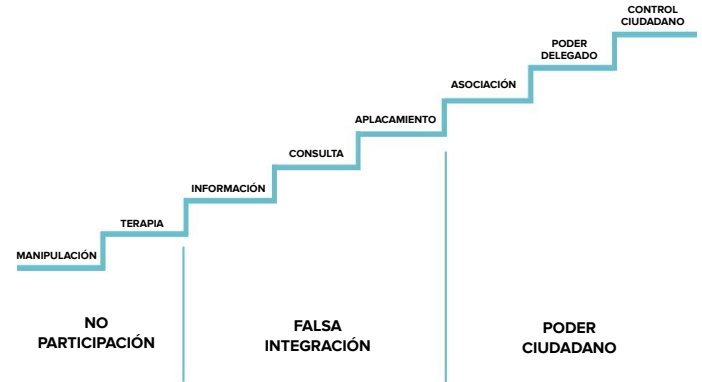 CONTROL
CIUDADANO
PODER
DELEGADO
ASOCIACIÓN
APLACAMIENTO
CONSULTA
INFORMACIÓN
TERAPIA
MANIPULACIÓN
NO
PARTICIPACIÓN
FALSA
INTEGRACIÓN
PODER
CIUDADANO